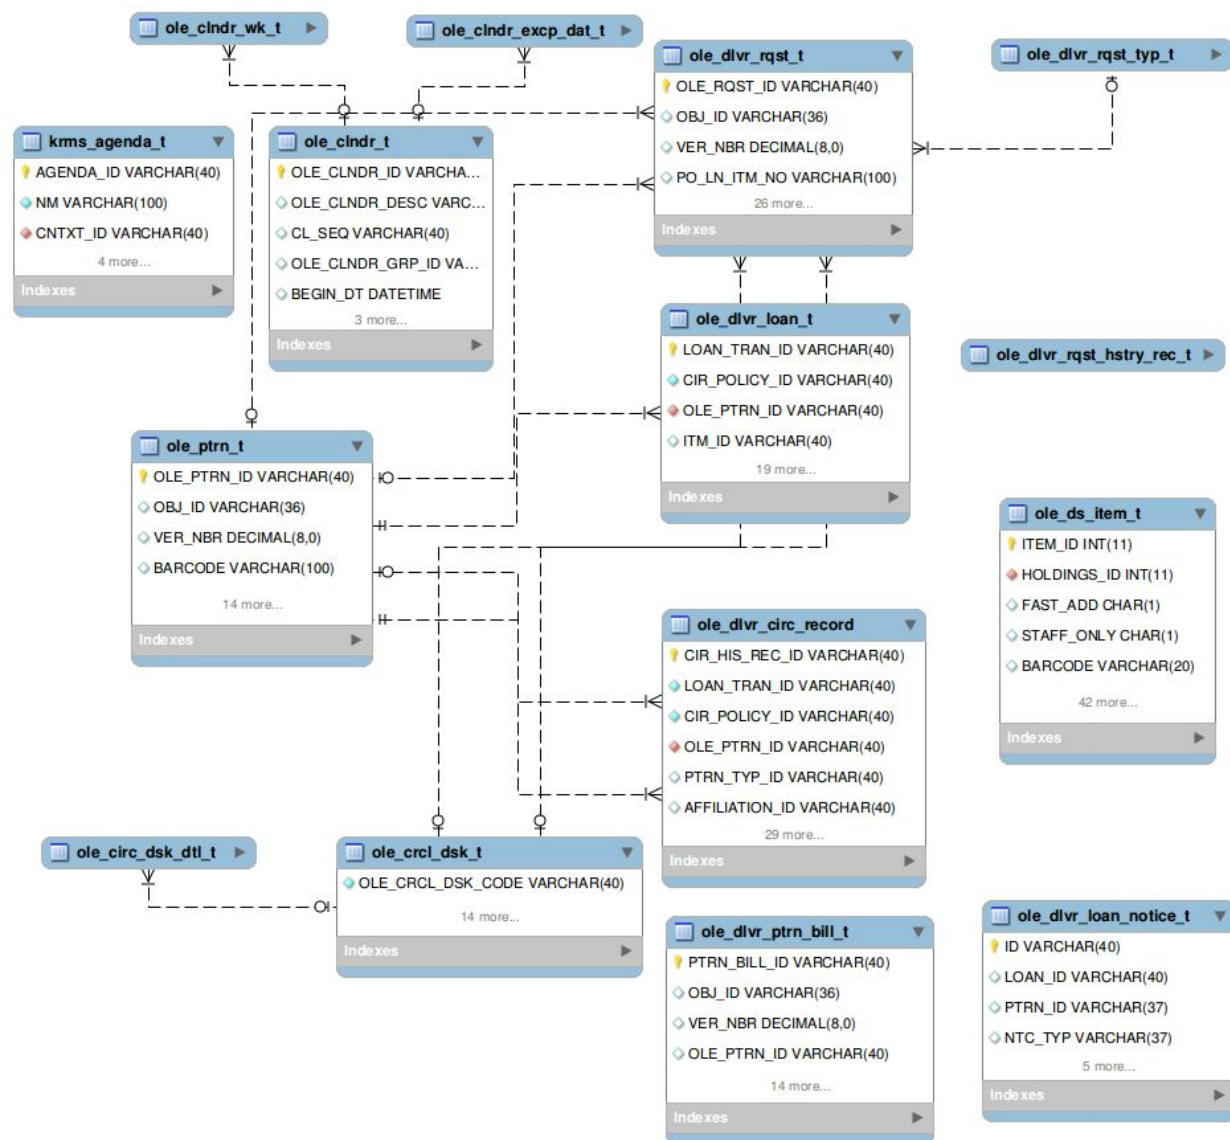 ole_clndr_wk_t
ole_clndr_excp_dat_t
ole_dlvr_rqst_t
OLE_RQST_ID VARCHAR(40)
OBJ_ID VARCHAR(36)
VER_NBR DECIMAL(8,0)
PO_LN_ITM_NO VARCHAR(100)
26 more...
Indexes
ole_dlvr_rqst_typ_t
krms_agenda_t
AGENDA_ID VARCHAR(40)
NM VARCHAR(100)
CNTXT_ID VARCHAR(40)
4 more...
Indexes
ole_clndr_t
OLE_CLNDR_ID VARCHA...
OLE_CLNDR_DESC VARC...
CL_SEQ VARCHAR(40)
OLE_CLNDR_GRP_ID VA...
BEGIN_DT DATETIME
3 more...
Indexes
ole_dlvr_loan_t
LOAN_TRAN_ID VARCHAR(40)
CIR_POLICY_ID VARCHAR(40)
OLE_PTRN_ID VARCHAR(40)
ITM_ID VARCHAR(40)
19 more...
Indexes
ole_dlvr_rqst_hstry_rec_t
ole_ptrn_t
OLE_PTRN_ID VARCHAR(40)
OBJ_ID VARCHAR(36)
VER_NBR DECIMAL(8,0)
BARCODE VARCHAR(100)
14 more...
Indexes
ole_ds_item_t
ITEM_ID INT(11)
HOLDINGS_ID INT(11)
FAST_ADD CHAR(1)
STAFF_ONLY CHAR(1)
BARCODE VARCHAR(20)
42 more...
Indexes
ole_dlvr_circ_record
CIR_HIS_REC_ID VARCHAR(40)
LOAN_TRAN_ID VARCHAR(40)
CIR_POLICY_ID VARCHAR(40)
OLE_PTRN_ID VARCHAR(40)
PTRN_TYP_ID VARCHAR(40)
AFFILIATION_ID VARCHAR(40)
29 more...
Indexes
ole_circ_dsk_dtl_t
ole_crcl_dsk_t
OLE_CRCL_DSK_CODE VARCHAR(40)
14 more...
Indexes
ole_dlvr_ptrn_bill_t
PTRN_BILL_ID VARCHAR(40)
OBJ_ID VARCHAR(36)
VER_NBR DECIMAL(8,0)
OLE_PTRN_ID VARCHAR(40)
14 more...
Indexes
ole_dlvr_loan_notice_t
ID VARCHAR(40)
LOAN_ID VARCHAR(40)
PTRN_ID VARCHAR(37)
NTC_TYP VARCHAR(37)
5 more...
Indexes